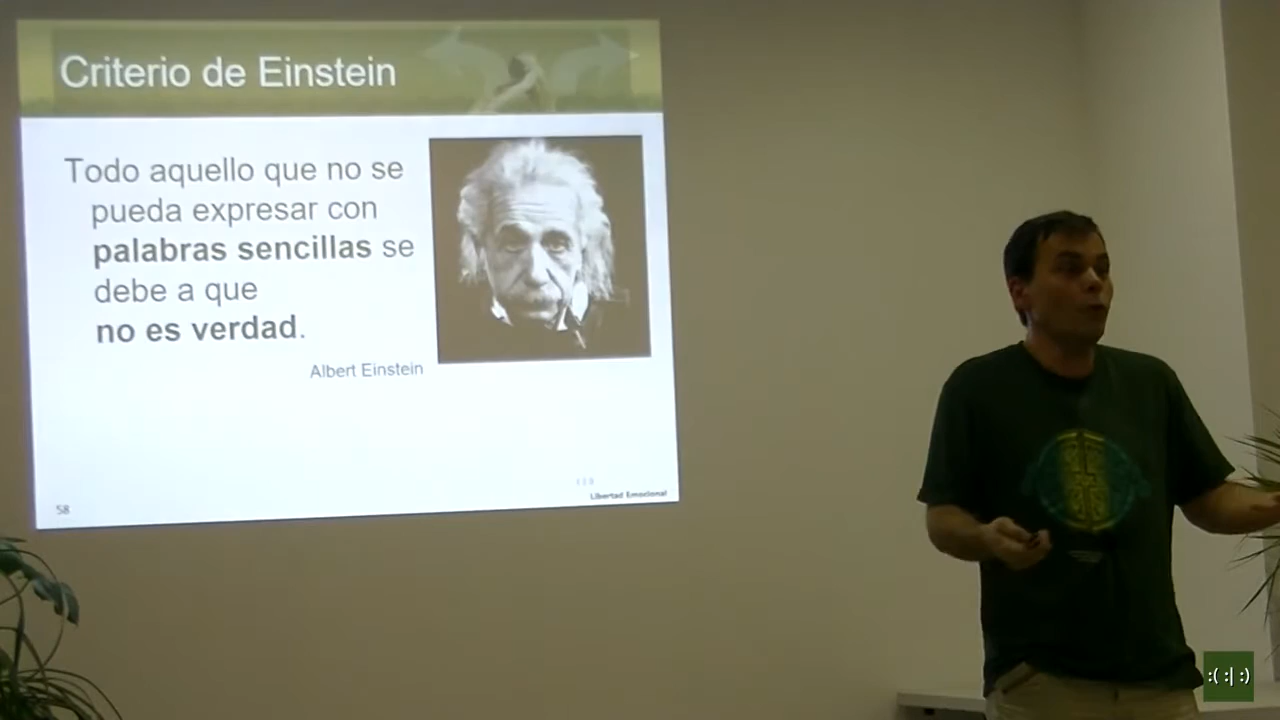 Criterio de Einstein
Todo aquello que no se
pueda expresar con
palabras sencillas se
debe a que
no es verdad.
Albert Einstein
58
Libertad Emocional
:( :| :)